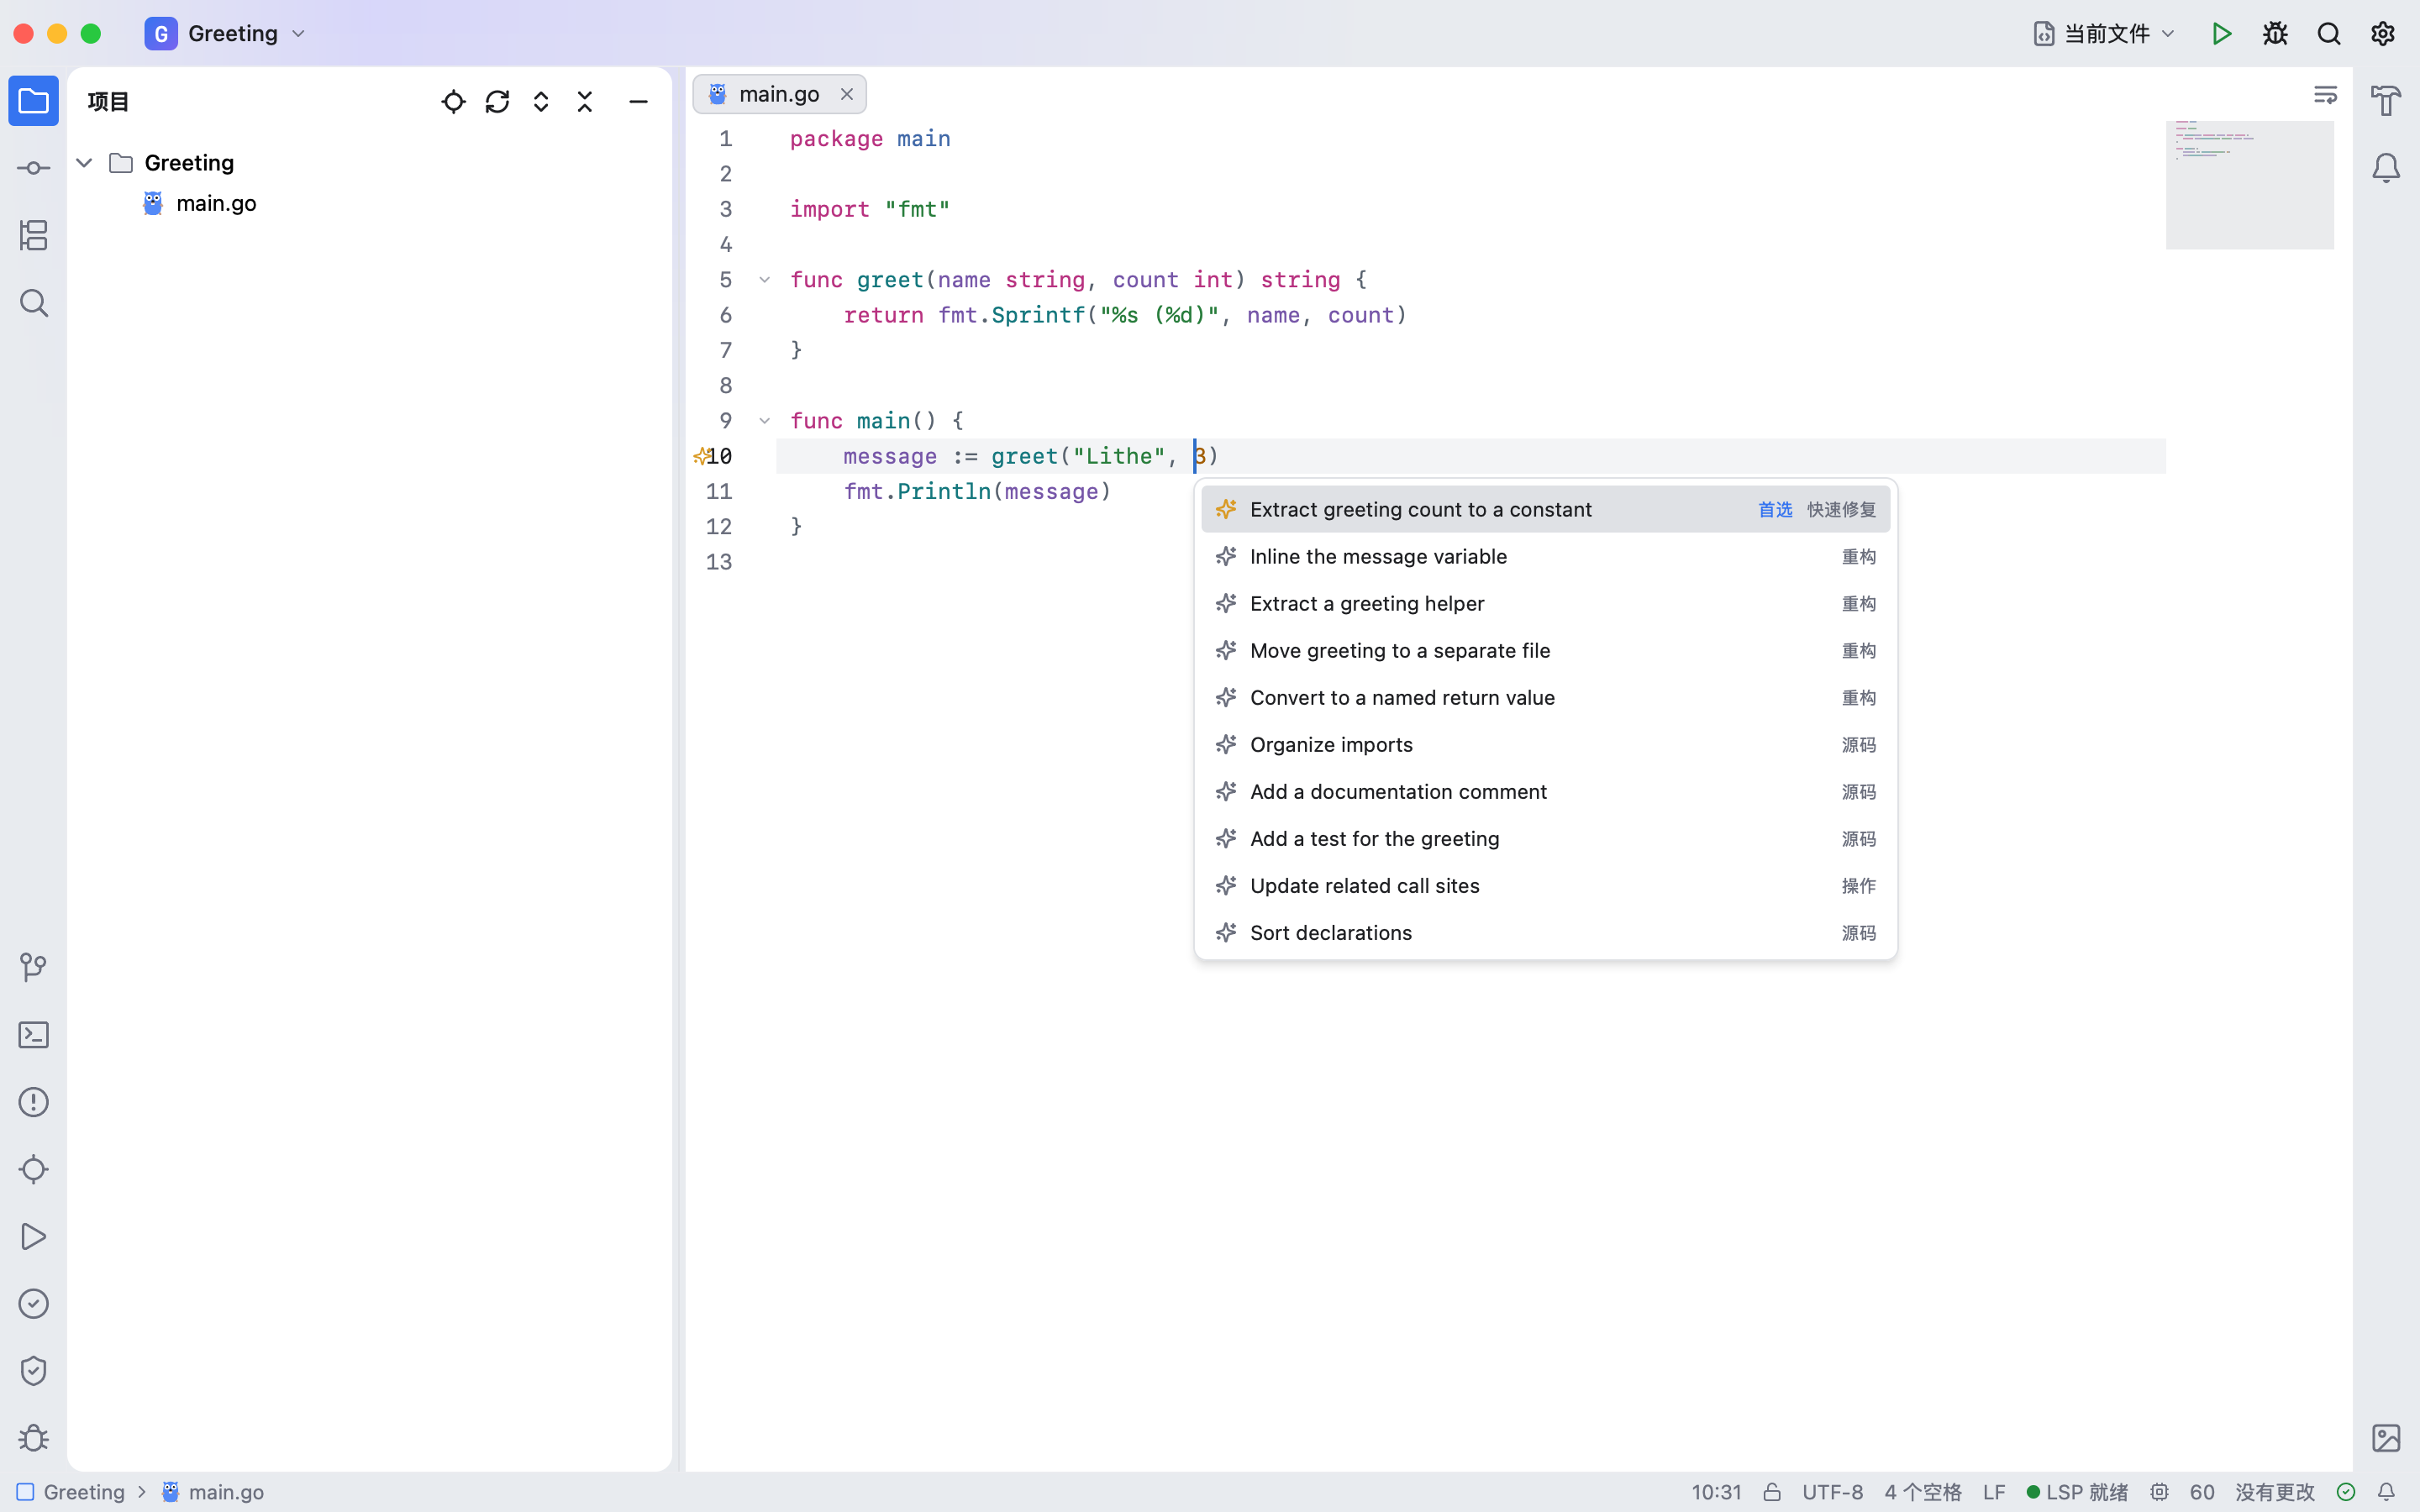 G Greeting
当前文件
项目
main.go
Greeting
main.go
1 package main
2
3 import "fmt"
4
5 func greet(name string, count int) string {
6 return fmt.Sprintf("%s (%d)", name, count)
7 }
8
9 func main() {
10 message := greet("Lithe", 3)
11 fmt.Println(message)
12 }
13
Extract greeting count to a constant 首选 快速修复
Inline the message variable 重构
Extract a greeting helper 重构
Move greeting to a separate file 重构
Convert to a named return value 重构
Organize imports 源码
Add a documentation comment 源码
Add a test for the greeting 源码
Update related call sites 操作
Sort declarations 源码
Greeting > main.go
10:31 UTF-8 4 个空格 LF LSP 就绪 60 没有更改